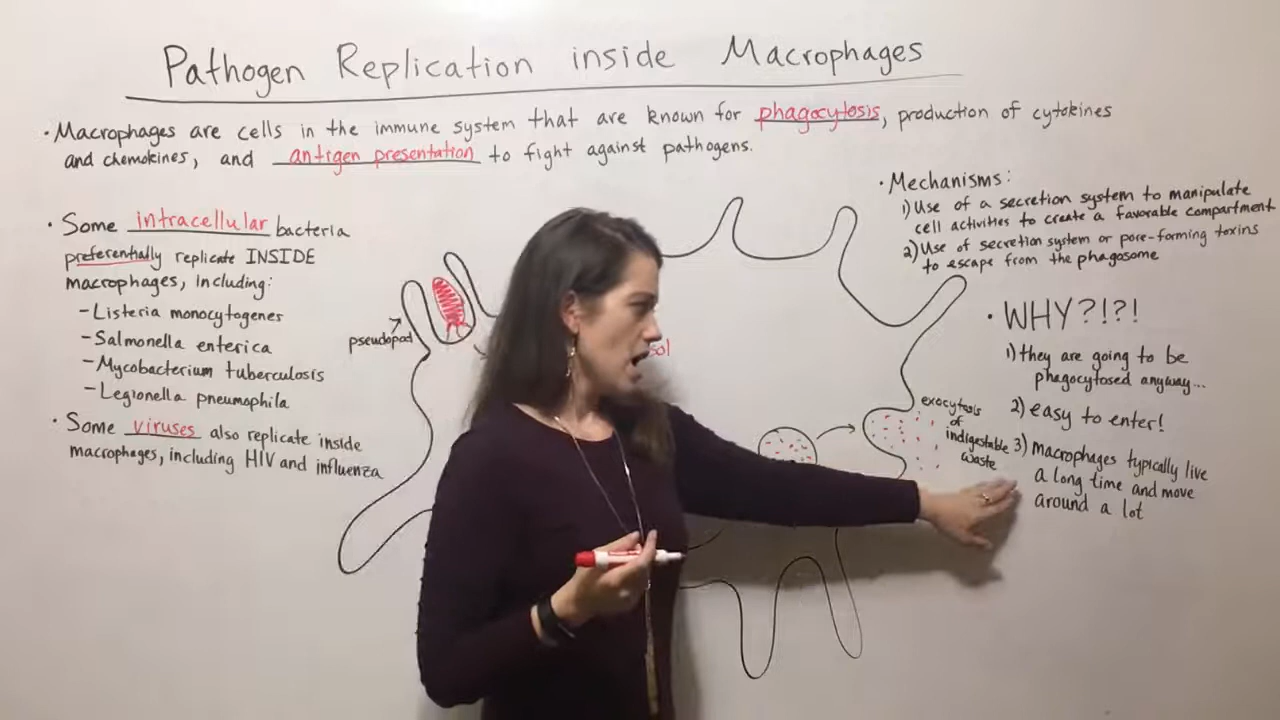 Pathogen Replication inside Macrophages
• Macrophages are cells in the immune system that are known for phagocytosis, production of cytokines
and chemokines, and antigen presentation to fight against pathogens.
• Some intracellular bacteria
preferentially replicate INSIDE
macrophages, including:
- Listeria monocytogenes
- Salmonella enterica
- Mycobacterium tuberculosis
- Legionella pneumophila
• Some viruses also replicate inside
macrophages, including HIV and influenza
pseudopod
exocytosis
of
indigestable
waste
• Mechanisms:
1) Use of a secretion system to manipulate
cell activities to create a favorable compartment
2) Use of secretion system or pore-forming toxins
to escape from the phagosome
• WHY?!?!
1) they are going to be
phagocytosed anyway...
2) easy to enter!
3) Macrophages typically live
a long time and move
around a lot